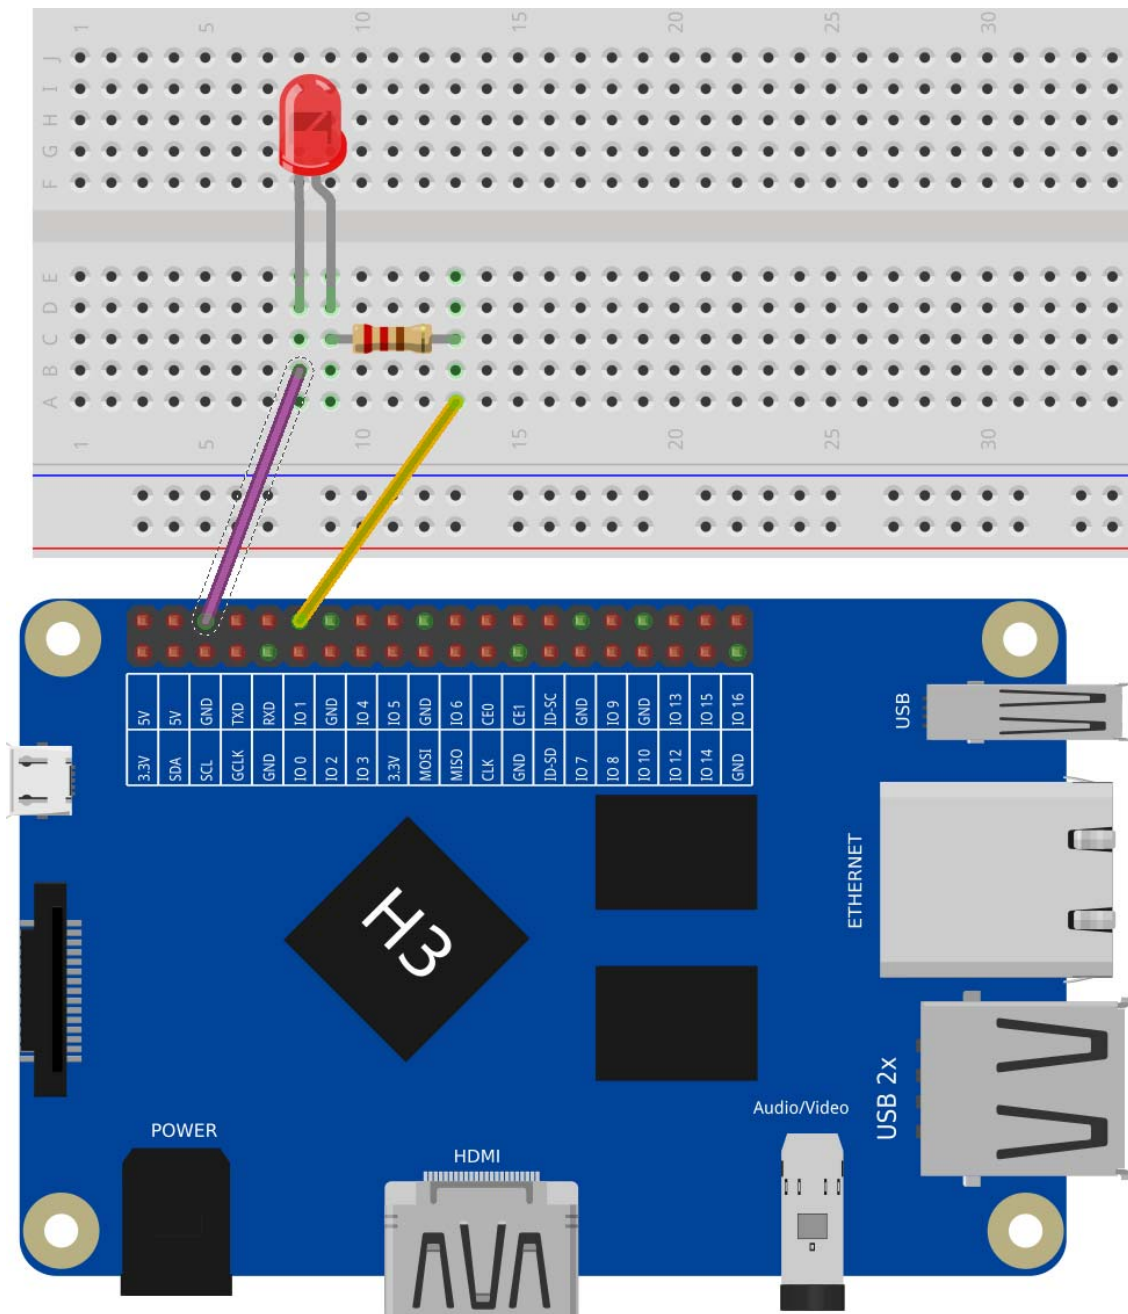 1 5 10 15 20 25 30
J
I
H
G
F
E
D
C
B
A
1 5 10 15 20 25 30
5V 5V GND TXD RXD IO 1 GND IO 4 IO 5 GND IO 6 CE0 CE1 ID-SC GND IO 9 GND IO 13 IO 15 IO 16
3.3V SDA SCL GCLK GND IO 0 IO 2 IO 3 3.3V MOSI MISO CLK GND ID-SD IO 7 IO 8 IO 10 IO 12 IO 14 GND
USB
H3
ETHERNET
USB 2x
Audio/Video
POWER
HDMI